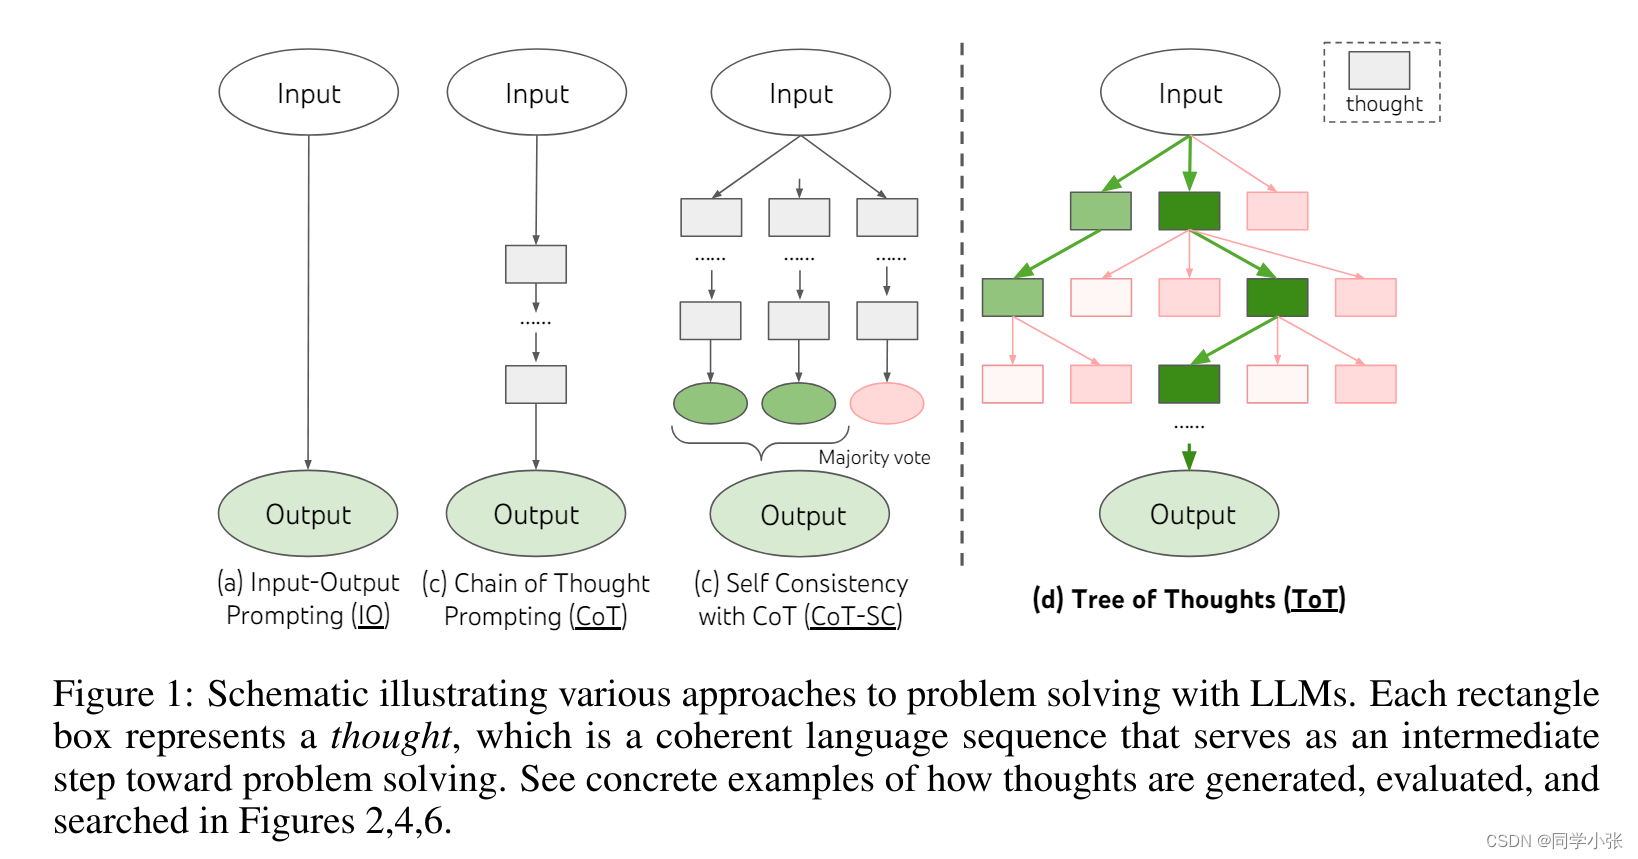 Input
Input
Input
Input
thought
......
......
......
......
......
Majority vote
Output
Output
Output
Output
(a) Input-Output
Prompting (IO)
(c) Chain of Thought
Prompting (CoT)
(c) Self Consistency
with CoT (CoT-SC)
(d) Tree of Thoughts (ToT)
Figure 1: Schematic illustrating various approaches to problem solving with LLMs. Each rectangle
box represents a thought, which is a coherent language sequence that serves as an intermediate
step toward problem solving. See concrete examples of how thoughts are generated, evaluated, and
searched in Figures 2,4,6.
CSDN @同学小张